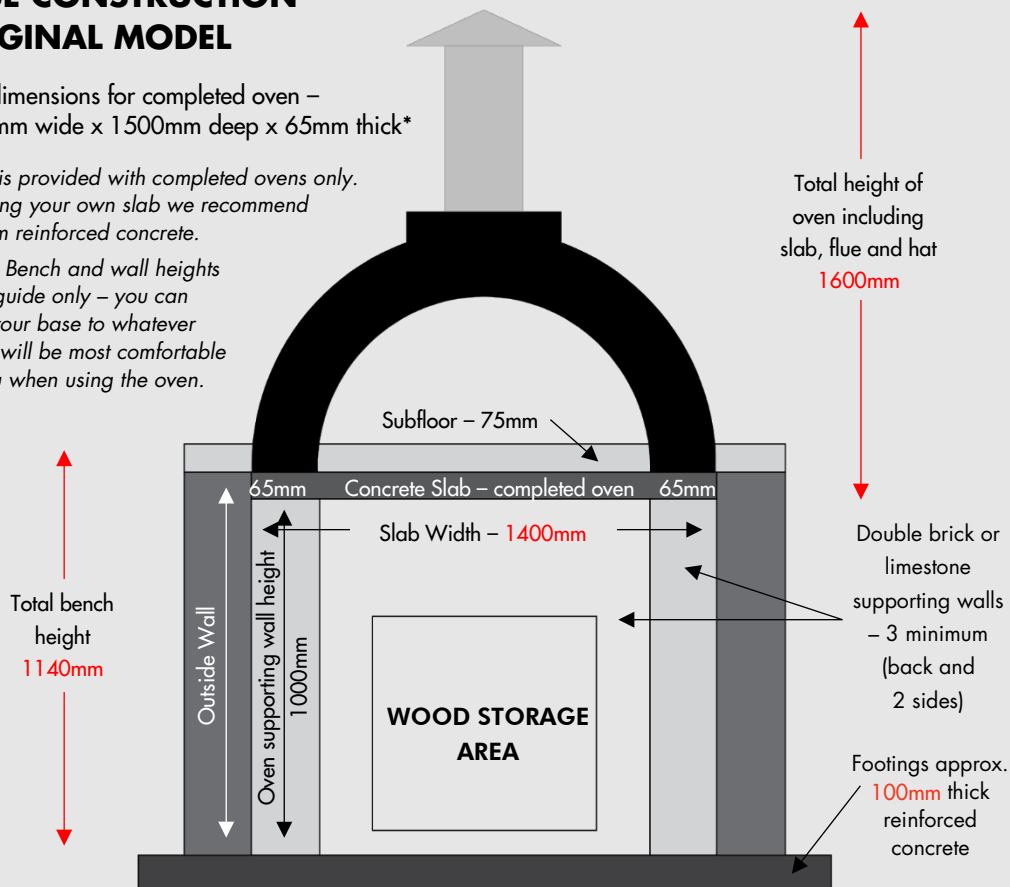 GINAL MODEL
dimensions for completed oven –
mm wide x 1500mm deep x 65mm thick*
is provided with completed ovens only.
ng your own slab we recommend
m reinforced concrete.
Bench and wall heights
guide only – you can
your base to whatever
will be most comfortable
when using the oven.
Total height of
oven including
slab, flue and hat
1600mm
Subfloor – 75mm
65mm Concrete Slab – completed oven 65mm
Slab Width – 1400mm
Total bench
height
1140mm
Outside Wall
Oven supporting wall height
1000mm
WOOD STORAGE
AREA
Double brick or
limestone
supporting walls
– 3 minimum
(back and
2 sides)
Footings approx.
100mm thick
reinforced
concrete